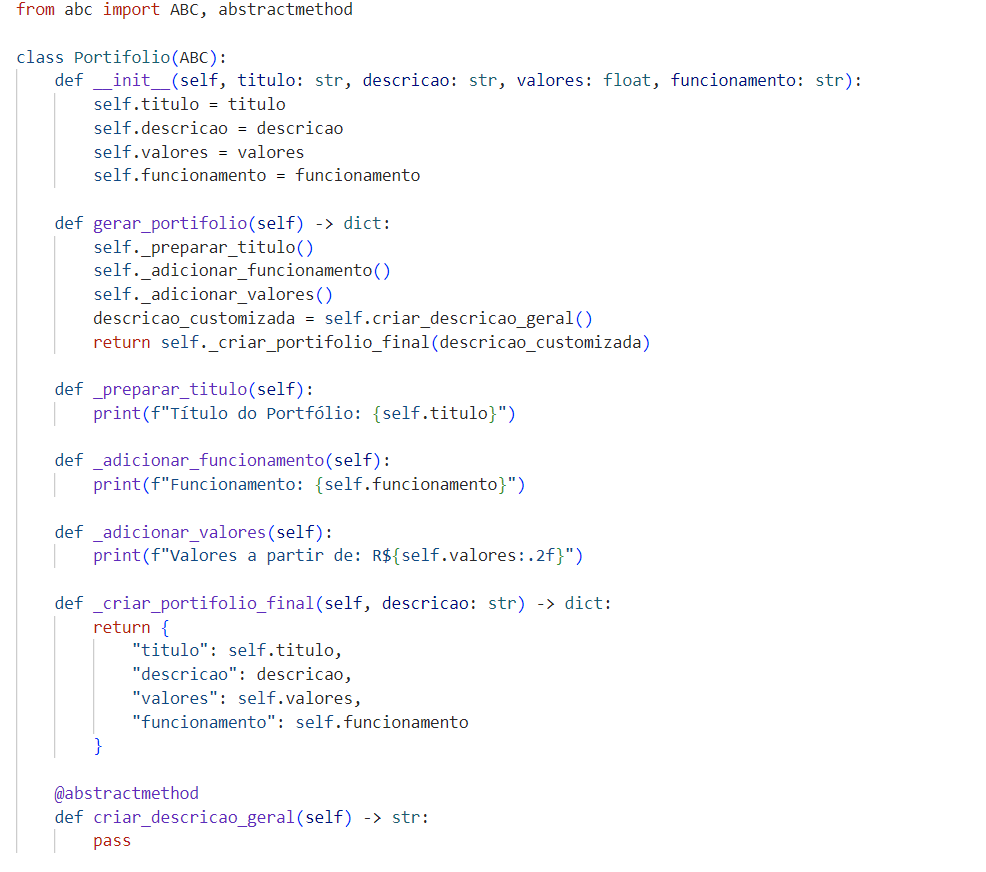 from abc import ABC, abstractmethod
class Portifolio(ABC):
    def __init__(self, titulo: str, descricao: str, valores: float, funcionamento: str):
        self.titulo = titulo
        self.descricao = descricao
        self.valores = valores
        self.funcionamento = funcionamento
    def gerar_portifolio(self) -> dict:
        self._preparar_titulo()
        self._adicionar_funcionamento()
        self._adicionar_valores()
        descricao_customizada = self.criar_descricao_geral()
        return self._criar_portifolio_final(descricao_customizada)
    def _preparar_titulo(self):
        print(f"Título do Portfólio: {self.titulo}")
    def _adicionar_funcionamento(self):
        print(f"Funcionamento: {self.funcionamento}")
    def _adicionar_valores(self):
        print(f"Valores a partir de: R${self.valores:.2f}")
    def _criar_portifolio_final(self, descricao: str) -> dict:
        return {
            "titulo": self.titulo,
            "descricao": descricao,
            "valores": self.valores,
            "funcionamento": self.funcionamento
        }
    @abstractmethod
    def criar_descricao_geral(self) -> str:
        pass